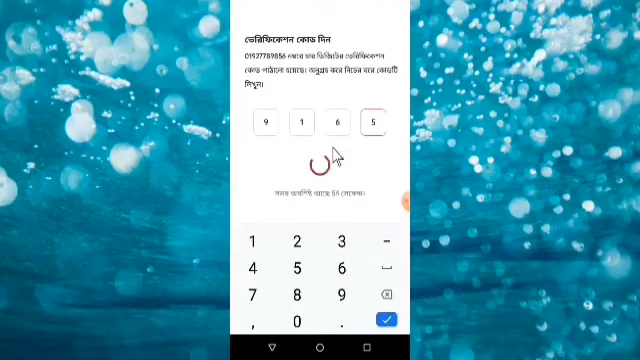 ভেরিফিকেশন কোড দিন
01927789856 নম্বরে চার ডিজিটের ভেরিফিকেশন
কোড পাঠানো হয়েছে। অনুগ্রহ করে নিচের ঘরে কোডটি
লিখুন।
9 1 6 5
সময় অবশিষ্ট আছে 59 সেকেন্ড।
1 2 3 -
4 5 6
7 8 9
, 0 .